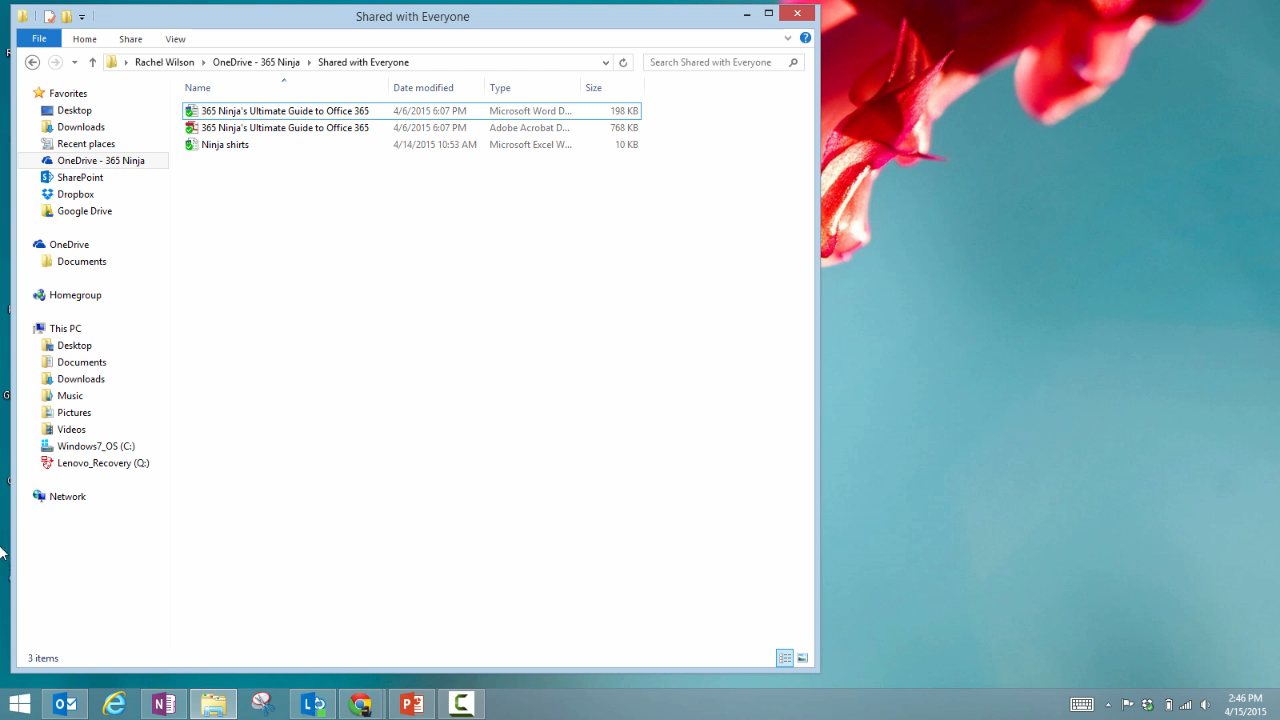 Shared with Everyone
File Home Share View
Rachel Wilson OneDrive - 365 Ninja Shared with Everyone
Search Shared with Everyone
Name Date modified Type Size
365 Ninja's Ultimate Guide to Office 365 4/6/2015 6:07 PM Microsoft Word D... 198 KB
365 Ninja's Ultimate Guide to Office 365 4/6/2015 6:07 PM Adobe Acrobat D... 768 KB
Ninja shirts 4/14/2015 10:53 AM Microsoft Excel W... 10 KB
Favorites
Desktop
Downloads
Recent places
OneDrive - 365 Ninja
SharePoint
Dropbox
Google Drive
OneDrive
Documents
Homegroup
This PC
Desktop
Documents
Downloads
Music
Pictures
Videos
Windows7_OS (C:)
Lenovo_Recovery (Q:)
Network
3 items
2:46 PM
4/15/2015